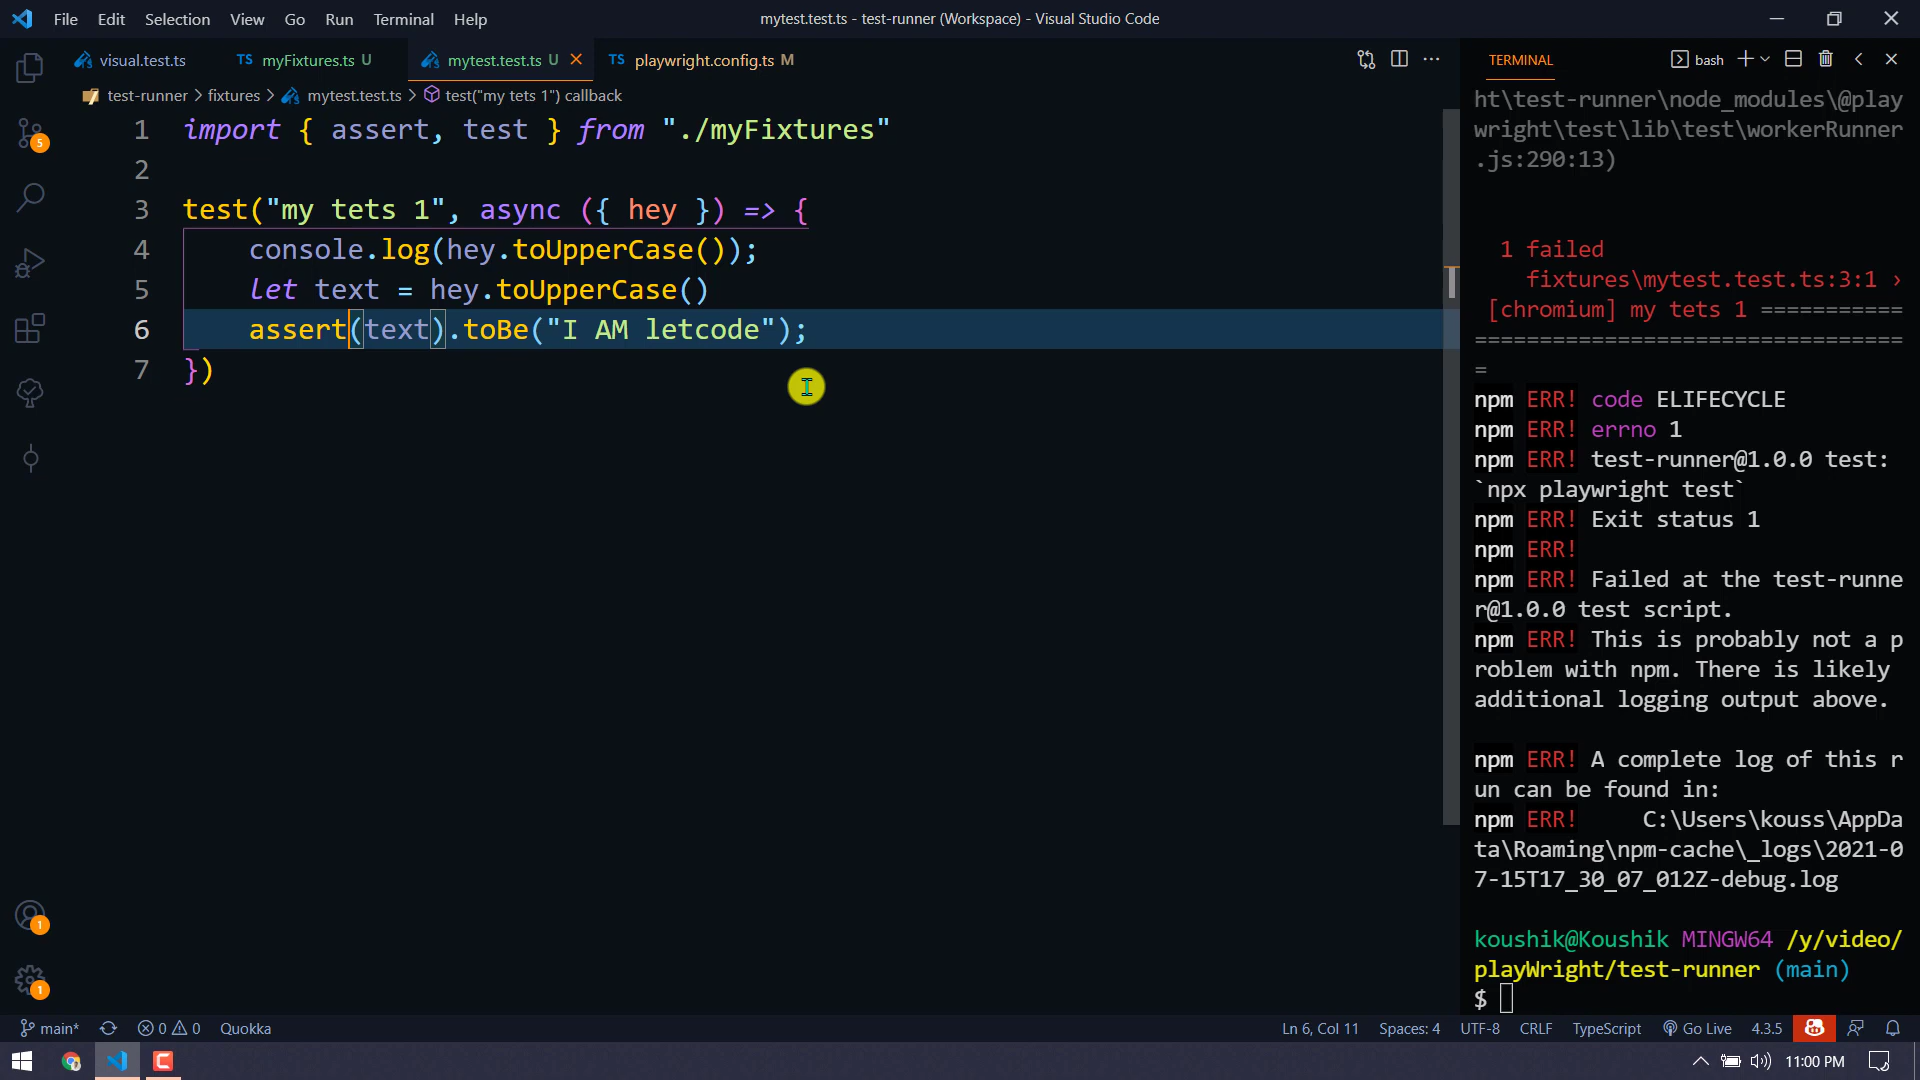 File Edit Selection View Go Run Terminal Help
mytest.test.ts - test-runner (Workspace) - Visual Studio Code
visual.test.ts
TS myFixtures.ts U
mytest.test.ts U
TS playwright.config.ts M
test-runner > fixtures > mytest.test.ts > test("my tets 1") callback
1 import { assert, test } from "./myFixtures"
2
3 test("my tets 1", async ({ hey }) => {
4 console.log(hey.toUpperCase());
5 let text = hey.toUpperCase()
6 assert(text).toBe("I AM letcode");
7 })
5
1
1
TERMINAL
bash
ht\test-runner\node_modules\@play
wright\test\lib\test\workerRunner
.js:290:13)
1 failed
fixtures\mytest.test.ts:3:1 ›
[chromium] my tets 1 ===========
=================================
=
npm ERR! code ELIFECYCLE
npm ERR! errno 1
npm ERR! test-runner@1.0.0 test:
`npx playwright test`
npm ERR! Exit status 1
npm ERR!
npm ERR! Failed at the test-runne
r@1.0.0 test script.
npm ERR! This is probably not a p
roblem with npm. There is likely
additional logging output above.
npm ERR! A complete log of this r
un can be found in:
npm ERR! C:\Users\kouss\AppDa
ta\Roaming\npm-cache\_logs\2021-0
7-15T17_30_07_012Z-debug.log
koushik@Koushik MINGW64 /y/video/
playWright/test-runner (main)
$
main* 0 0 Quokka
Ln 6, Col 11 Spaces: 4 UTF-8 CRLF TypeScript Go Live 4.3.5
11:00 PM